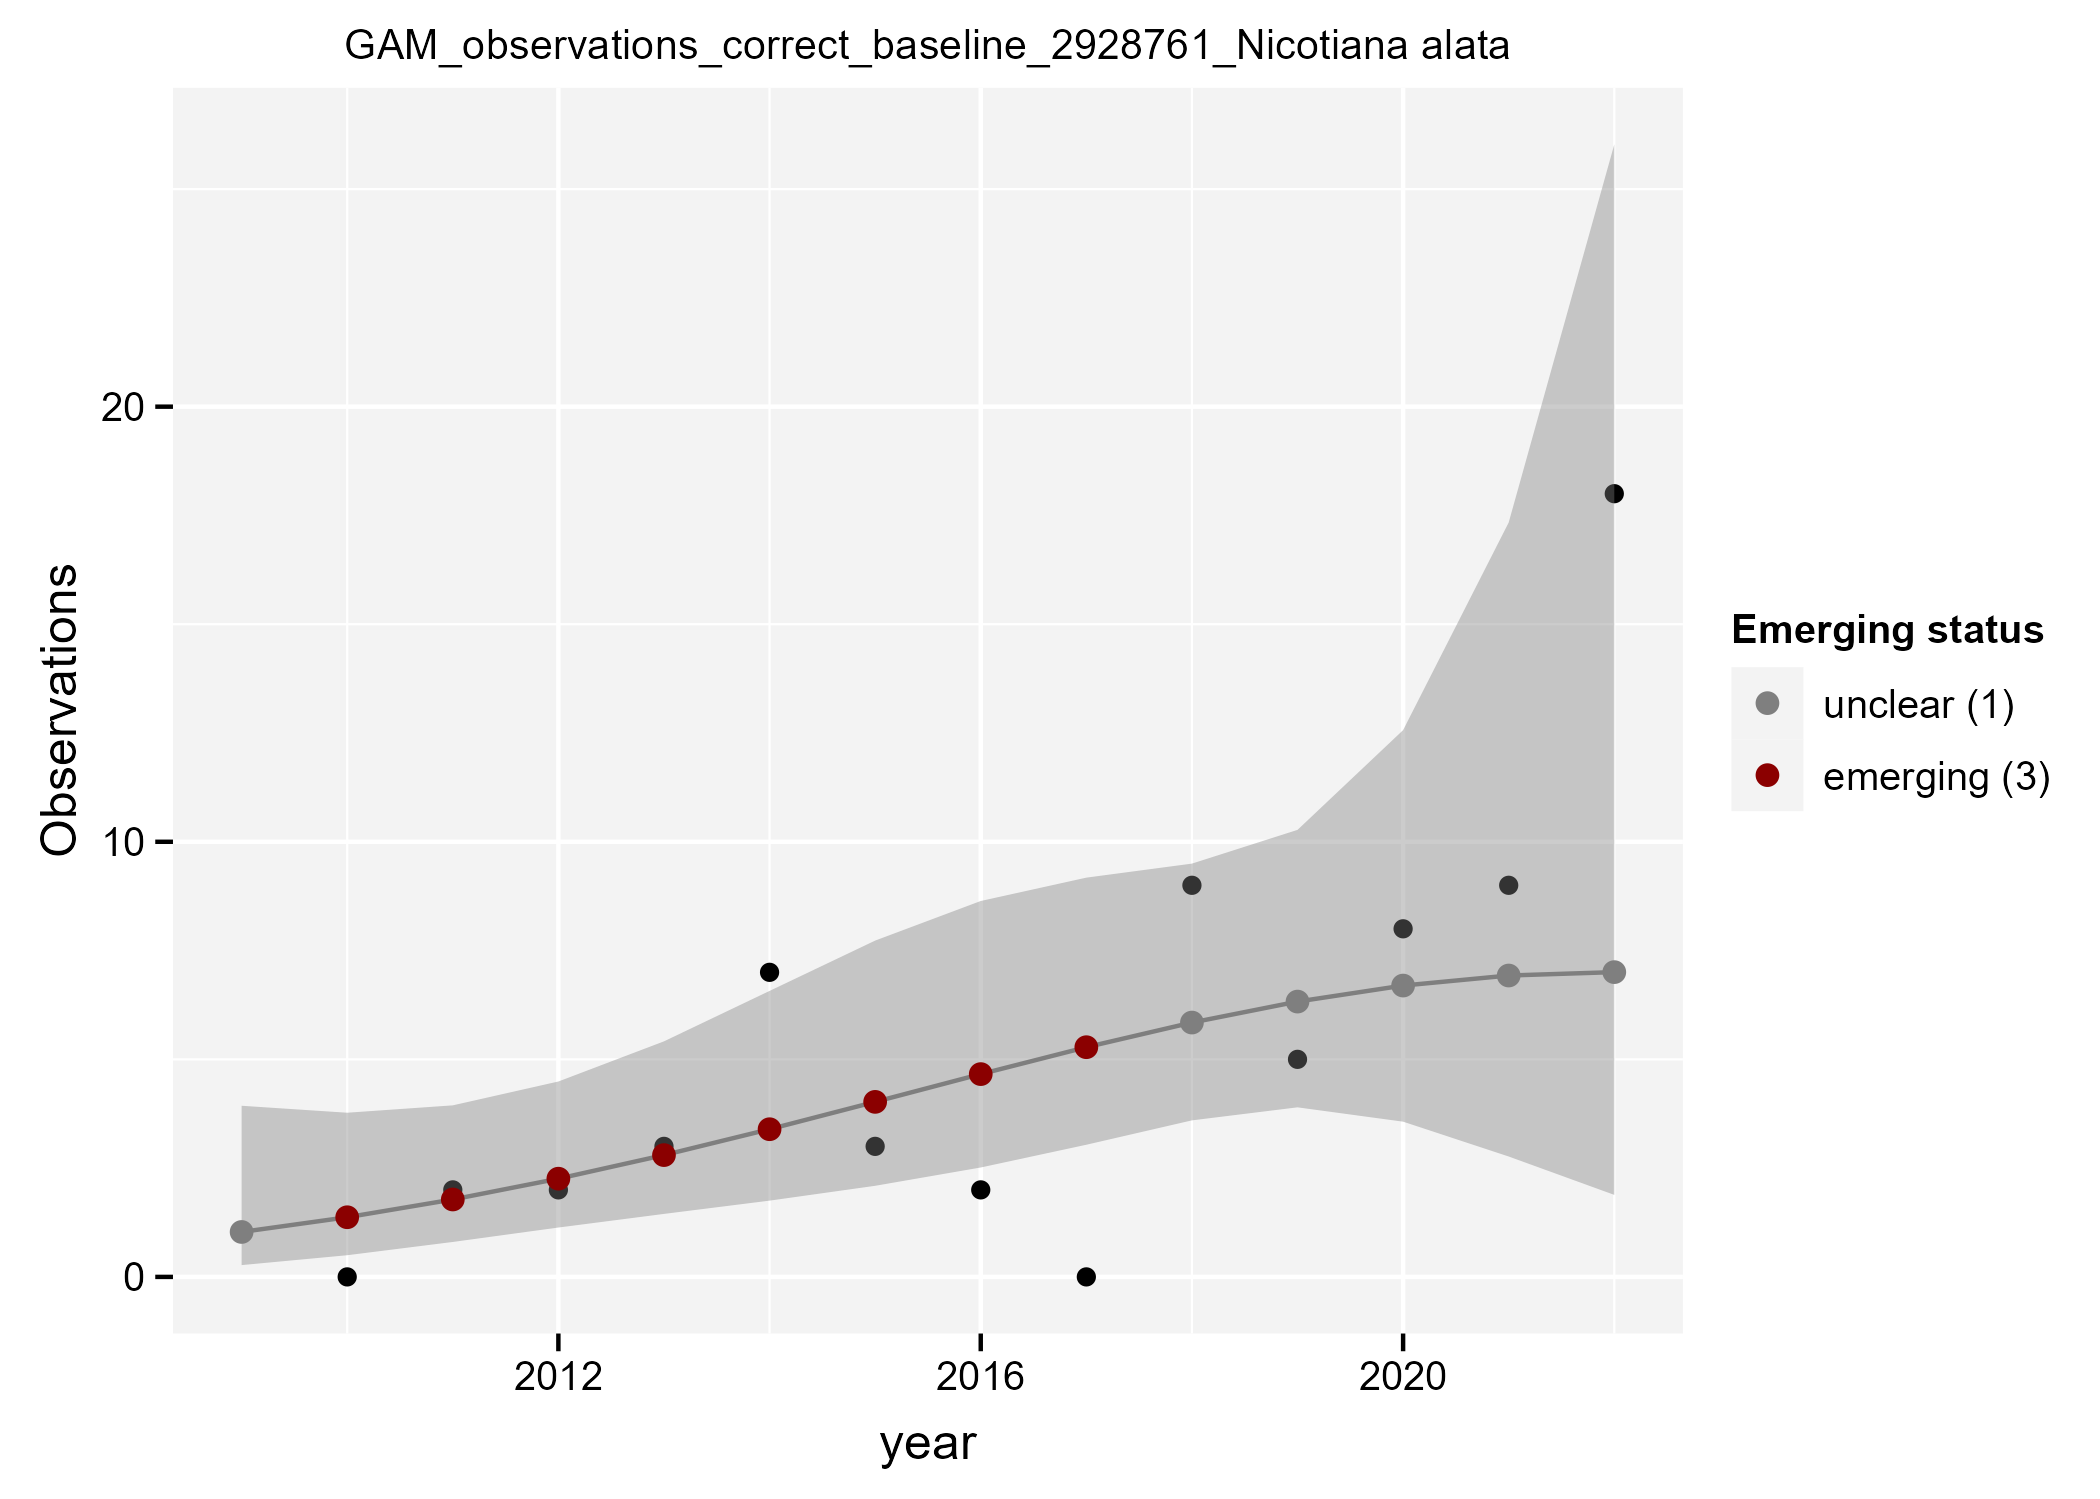 GAM_observations_correct_baseline_2928761_Nicotiana alata
Observations
20
10
0
2012
2016
2020
year
Emerging status
unclear (1)
emerging (3)